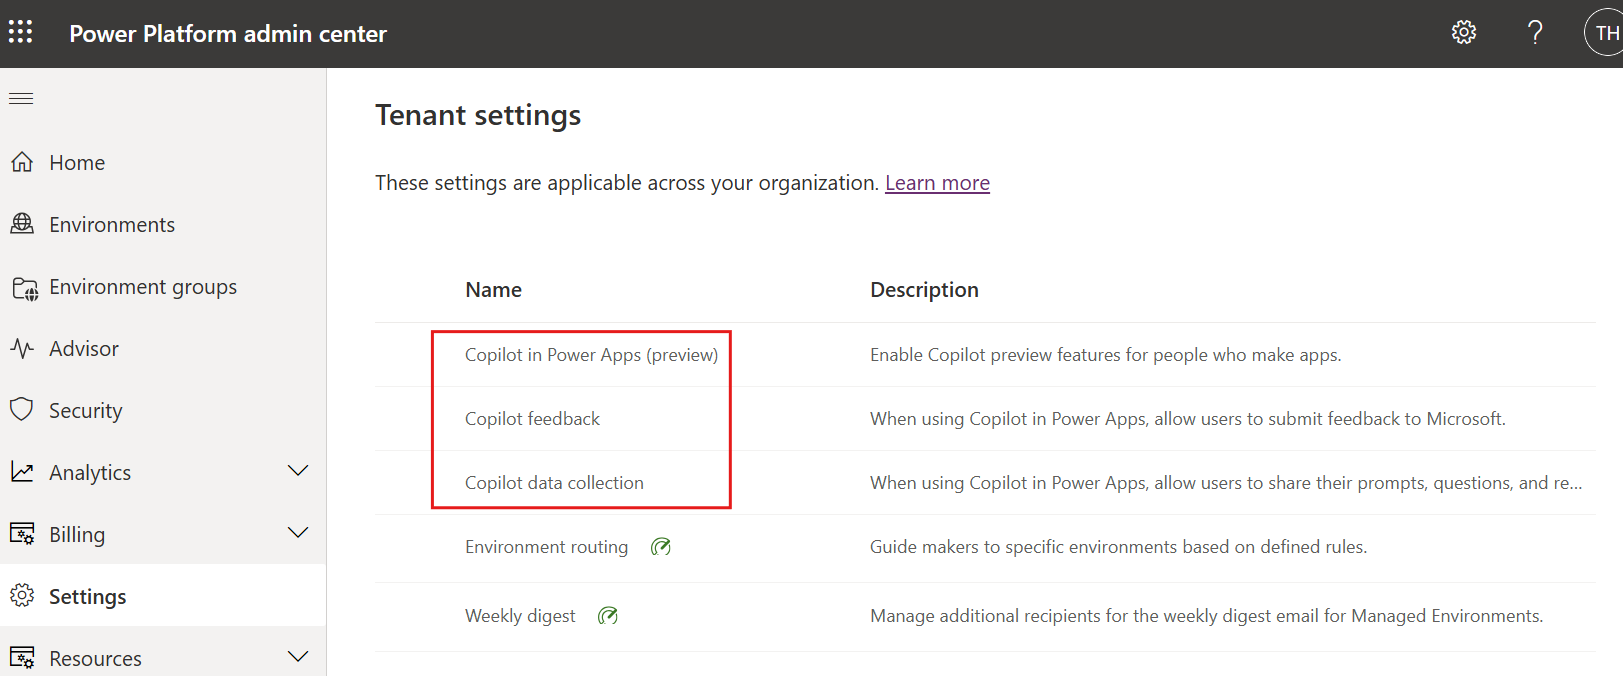 Power Platform admin center
?
TH
Home
Environments
Environment groups
Advisor
Security
Analytics
Billing
Settings
Resources
Tenant settings
These settings are applicable across your organization. Learn more
Name Description
Copilot in Power Apps (preview) Enable Copilot preview features for people who make apps.
Copilot feedback When using Copilot in Power Apps, allow users to submit feedback to Microsoft.
Copilot data collection When using Copilot in Power Apps, allow users to share their prompts, questions, and re...
Environment routing Guide makers to specific environments based on defined rules.
Weekly digest Manage additional recipients for the weekly digest email for Managed Environments.